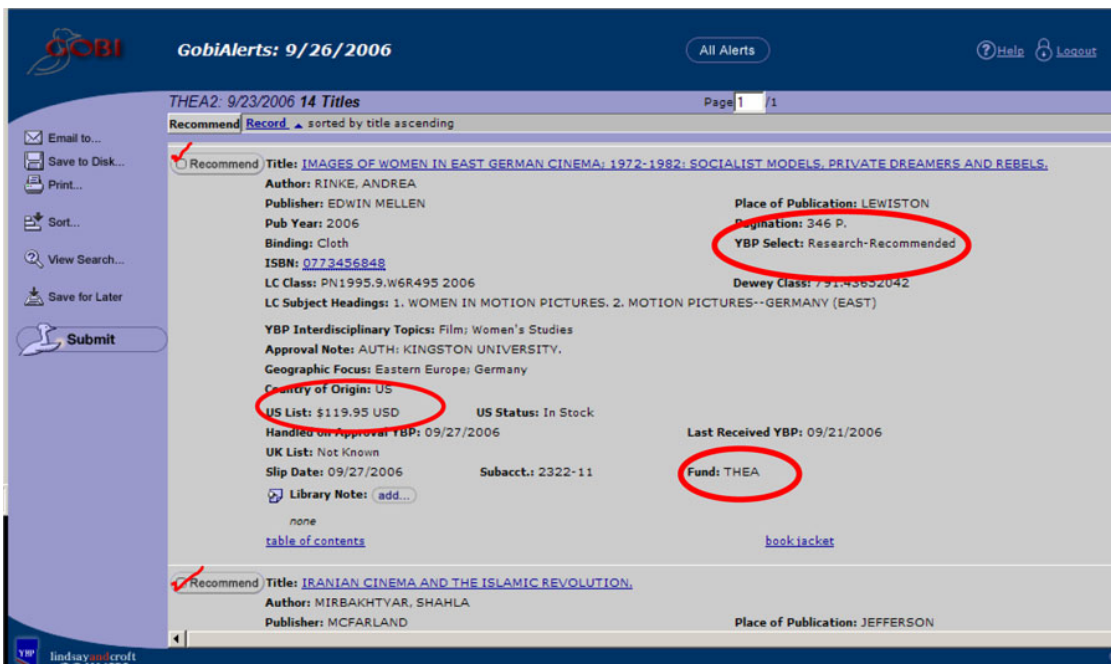 GOBI
GobiAlerts: 9/26/2006
All Alerts
? Help
Logout
THEA2: 9/23/2006 14 Titles
Page 1 /1
Recommend Record sorted by title ascending
Email to...
Save to Disk...
Print...
Sort...
View Search...
Save for Later
Submit
Recommend Title: IMAGES OF WOMEN IN EAST GERMAN CINEMA; 1972-1982: SOCIALIST MODELS, PRIVATE DREAMERS AND REBELS.
Author: RINKE, ANDREA
Publisher: EDWIN MELLEN Place of Publication: LEWISTON
Pub Year: 2006 Pagination: 346 P.
Binding: Cloth YBP Select: Research-Recommended
ISBN: 0773456848
LC Class: PN1995.9.W6R495 2006 Dewey Class: 791.43652042
LC Subject Headings: 1. WOMEN IN MOTION PICTURES. 2. MOTION PICTURES--GERMANY (EAST)
YBP Interdisciplinary Topics: Film; Women's Studies
Approval Note: AUTH: KINGSTON UNIVERSITY.
Geographic Focus: Eastern Europe; Germany
Country of Origin: US
US List: $119.95 USD US Status: In Stock
Handled on Approval YBP: 09/27/2006 Last Received YBP: 09/21/2006
UK List: Not Known
Slip Date: 09/27/2006 Subacct.: 2322-11 Fund: THEA
Library Note: add...
none
table of contents book jacket
Recommend Title: IRANIAN CINEMA AND THE ISLAMIC REVOLUTION.
Author: MIRBAKHTYAR, SHAHLA
Publisher: MCFARLAND Place of Publication: JEFFERSON
YBP lindsayandcroft